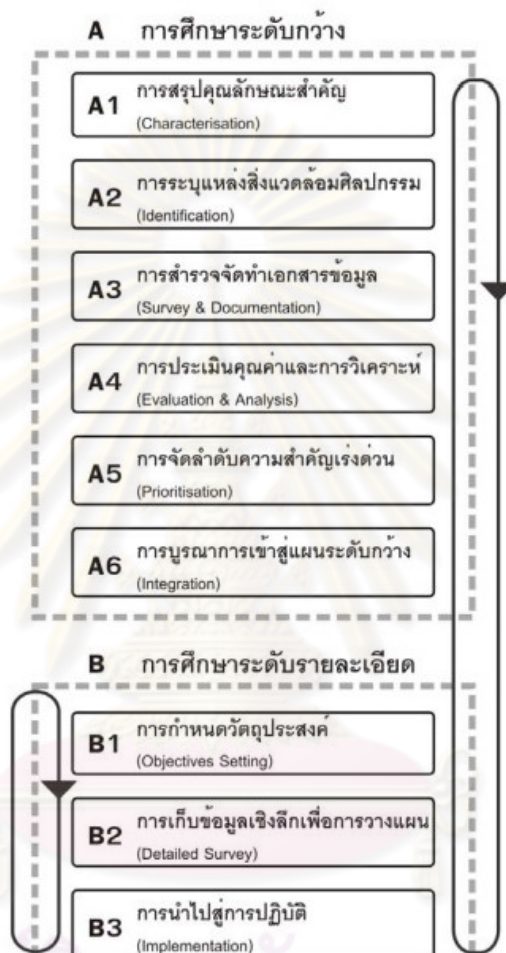 A การศึกษาระดับกว้าง
A1 การสรุปคุณลักษณะสำคัญ
(Characterisation)
A2 การระบุแหล่งสิ่งแวดล้อมศิลปกรรม
(Identification)
A3 การสำรวจจัดทำเอกสารข้อมูล
(Survey & Documentation)
A4 การประเมินคุณค่าและการวิเคราะห์
(Evaluation & Analysis)
A5 การจัดลำดับความสำคัญเร่งด่วน
(Prioritisation)
A6 การบูรณาการเข้าสู่แผนระดับกว้าง
(Integration)
B การศึกษาระดับรายละเอียด
B1 การกำหนดวัตถุประสงค์
(Objectives Setting)
B2 การเก็บข้อมูลเชิงลึกเพื่อการวางแผน
(Detailed Survey)
B3 การนำไปสู่การปฏิบัติ
(Implementation)